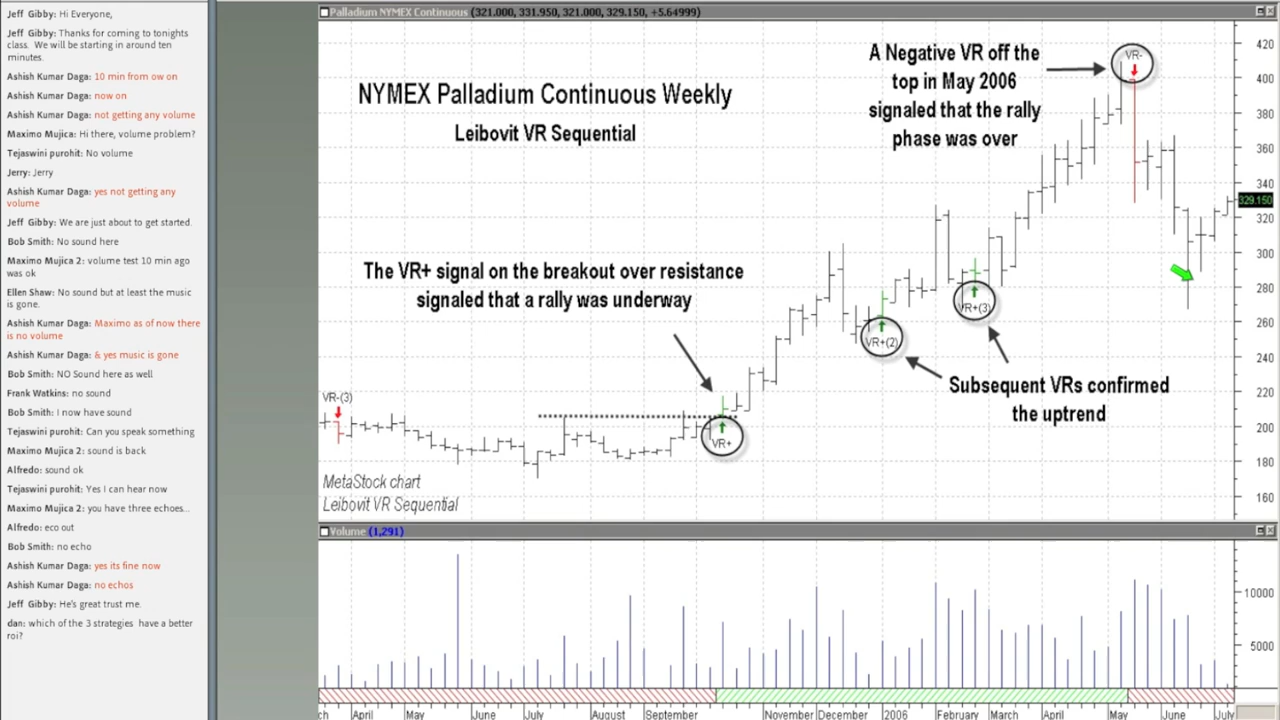 Jeff Gibby: Hi Everyone,
Jeff Gibby: Thanks for coming to tonights
class. We will be starting in around ten
minutes.
Ashish Kumar Daga: 10 min from ow on
Ashish Kumar Daga: now on
Ashish Kumar Daga: not getting any volume
Maximo Mujica: Hi there, volume problem?
Tejaswini purohit: No volume
Jerry: Jerry
Ashish Kumar Daga: yes not getting any
volume
Jeff Gibby: We are just about to get started.
Bob Smith: No sound here
Maximo Mujica 2: volume test 10 min ago
was ok
Ellen Shaw: No sound but at least the music
is gone.
Ashish Kumar Daga: Maximo as of now there
is no volume
Ashish Kumar Daga: & yes music is gone
Bob Smith: NO Sound here as well
Frank Watkins: no sound
Bob Smith: I now have sound
Tejaswini purohit: Can you speak something
Maximo Mujica 2: sound is back
Alfredo: sound ok
Tejaswini purohit: Yes I can hear now
Maximo Mujica 2: you have three echoes...
Alfredo: eco out
Bob Smith: no echo
Ashish Kumar Daga: yes its fine now
Ashish Kumar Daga: no echos
Jeff Gibby: He's great trust me.
dan: which of the 3 strategies have a better
roi?
Palladium NYMEX Continuous (321.000, 331.950, 321.000, 329.150, +5.64999)
NYMEX Palladium Continuous Weekly
Leibovit VR Sequential
A Negative VR off the
top in May 2006
signaled that the rally
phase was over
VR-
The VR+ signal on the breakout over resistance
signaled that a rally was underway
VR-(3)
VR+
VR+(2)
VR+(3)
Subsequent VRs confirmed
the uptrend
MetaStock chart
Leibovit VR Sequential
420
400
380
360
340
329.150
320
300
280
260
240
220
200
180
160
Volume (1,291)
10000
5000
ch April May June July August September November December 2006 February March April May June July